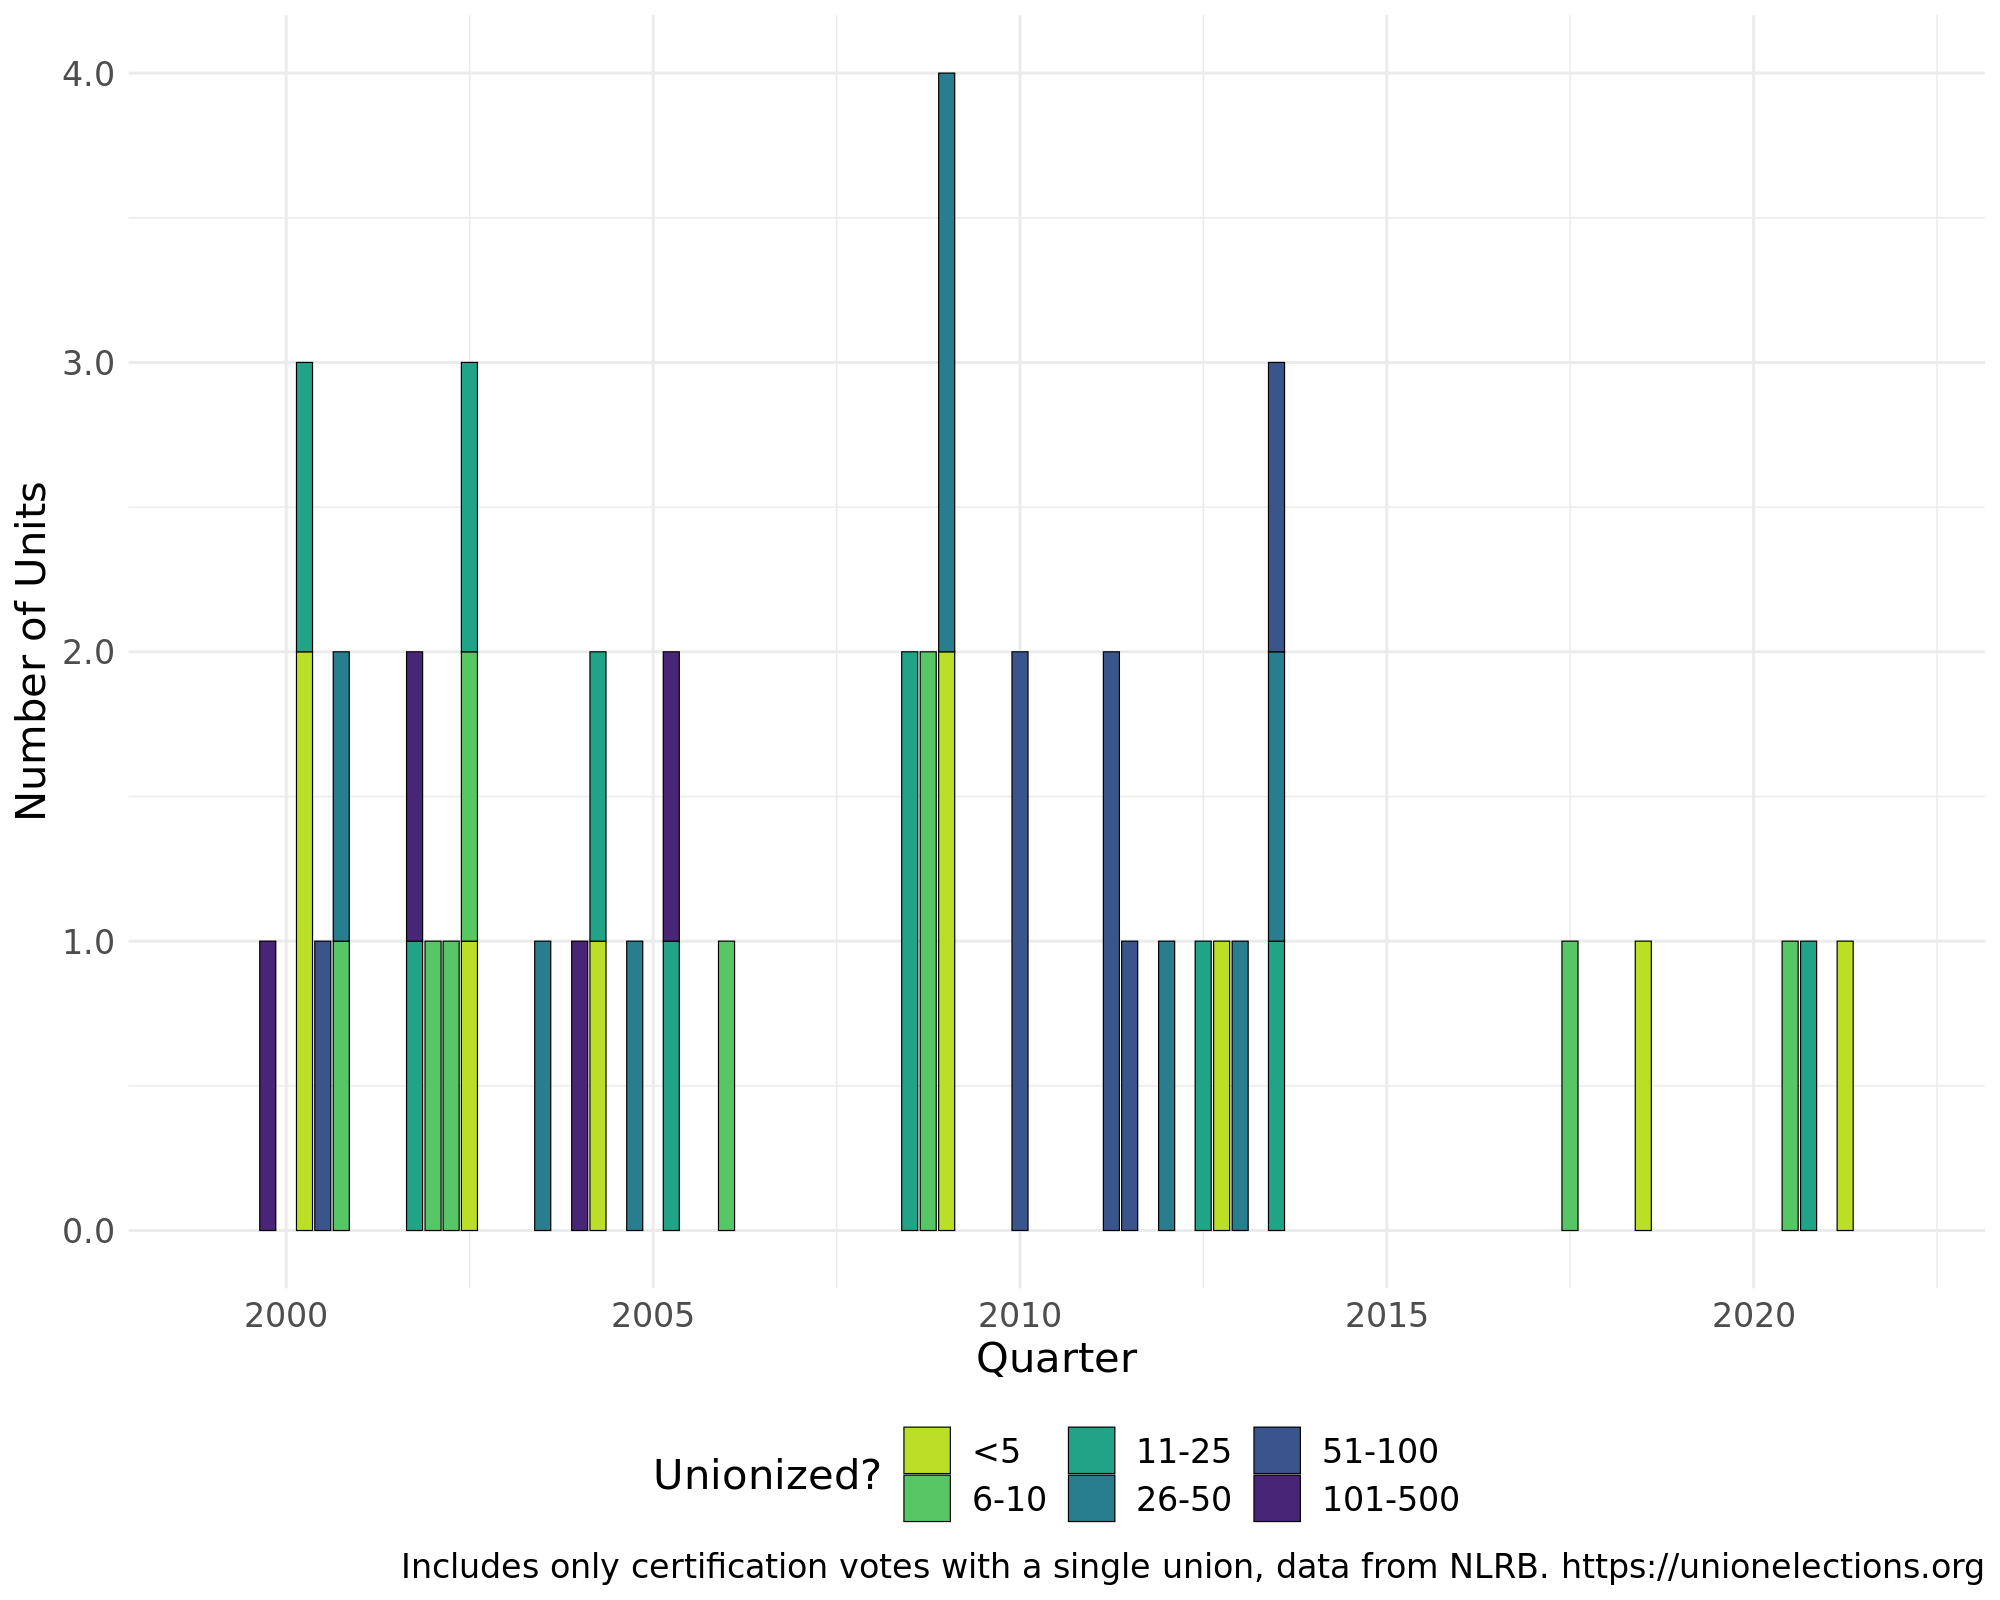 4.0
3.0
2.0
1.0
0.0
Number of Units
2000 2005 2010 2015 2020
Quarter
Unionized?
<5 11-25 51-100
6-10 26-50 101-500
Includes only certification votes with a single union, data from NLRB. https://unionelections.org